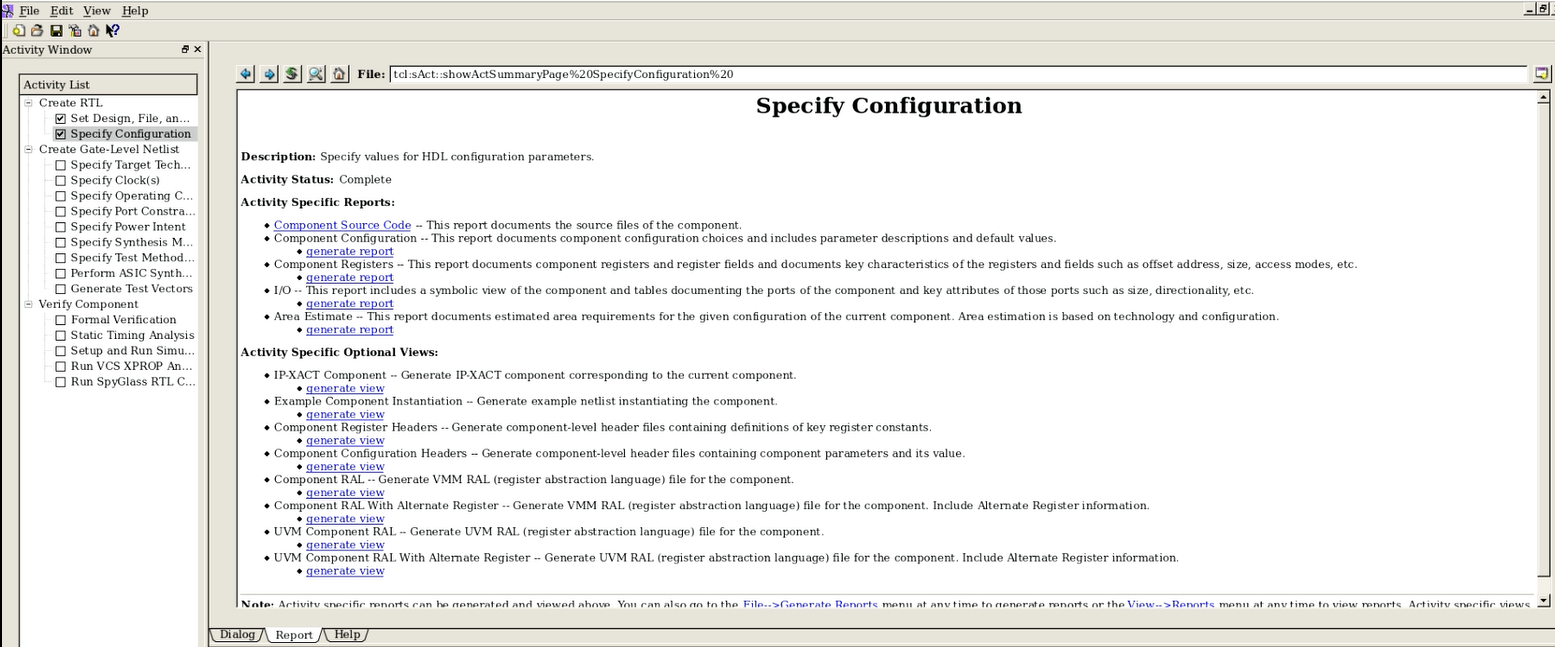 File Edit View Help
Activity Window
Activity List
Create RTL
Set Design, File, an...
Specify Configuration
Create Gate-Level Netlist
Specify Target Tech...
Specify Clock(s)
Specify Operating C...
Specify Port Constra...
Specify Power Intent
Specify Synthesis M...
Specify Test Method...
Perform ASIC Synth...
Generate Test Vectors
Verify Component
Formal Verification
Static Timing Analysis
Setup and Run Simu...
Run VCS XPROP An...
Run SpyGlass RTL C...
File: tcl:sAct::showActSummaryPage%20SpecifyConfiguration%20
Specify Configuration
Description: Specify values for HDL configuration parameters.
Activity Status: Complete
Activity Specific Reports:
Component Source Code -- This report documents the source files of the component.
Component Configuration -- This report documents component configuration choices and includes parameter descriptions and default values.
generate report
Component Registers -- This report documents component registers and register fields and documents key characteristics of the registers and fields such as offset address, size, access modes, etc.
generate report
I/O -- This report includes a symbolic view of the component and tables documenting the ports of the component and key attributes of those ports such as size, directionality, etc.
generate report
Area Estimate -- This report documents estimated area requirements for the given configuration of the current component. Area estimation is based on technology and configuration.
generate report
Activity Specific Optional Views:
IP-XACT Component -- Generate IP-XACT component corresponding to the current component.
generate view
Example Component Instantiation -- Generate example netlist instantiating the component.
generate view
Component Register Headers -- Generate component-level header files containing definitions of key register constants.
generate view
Component Configuration Headers -- Generate component-level header files containing component parameters and its value.
generate view
Component RAL -- Generate VMM RAL (register abstraction language) file for the component.
generate view
Component RAL With Alternate Register -- Generate VMM RAL (register abstraction language) file for the component. Include Alternate Register information.
generate view
UVM Component RAL -- Generate UVM RAL (register abstraction language) file for the component.
generate view
UVM Component RAL With Alternate Register -- Generate UVM RAL (register abstraction language) file for the component. Include Alternate Register information.
generate view
Note: Activity specific reports can be generated and viewed above. You can also go to the File-->Generate Reports menu at any time to generate reports or the View-->Reports menu at any time to view reports. Activity specific views
Dialog Report Help